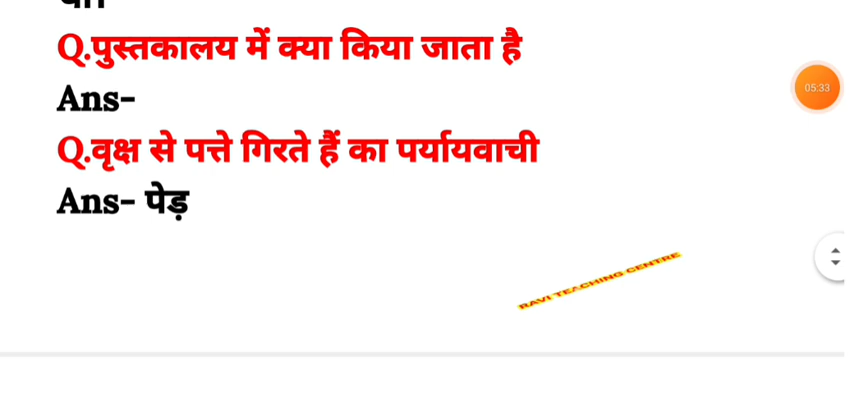 Q.पुस्तकालय में क्या किया जाता है
Ans-
Q.वृक्ष से पत्ते गिरते हैं का पर्यायवाची
Ans- पेड़
05:33
RAVI TEACHING CENTRE